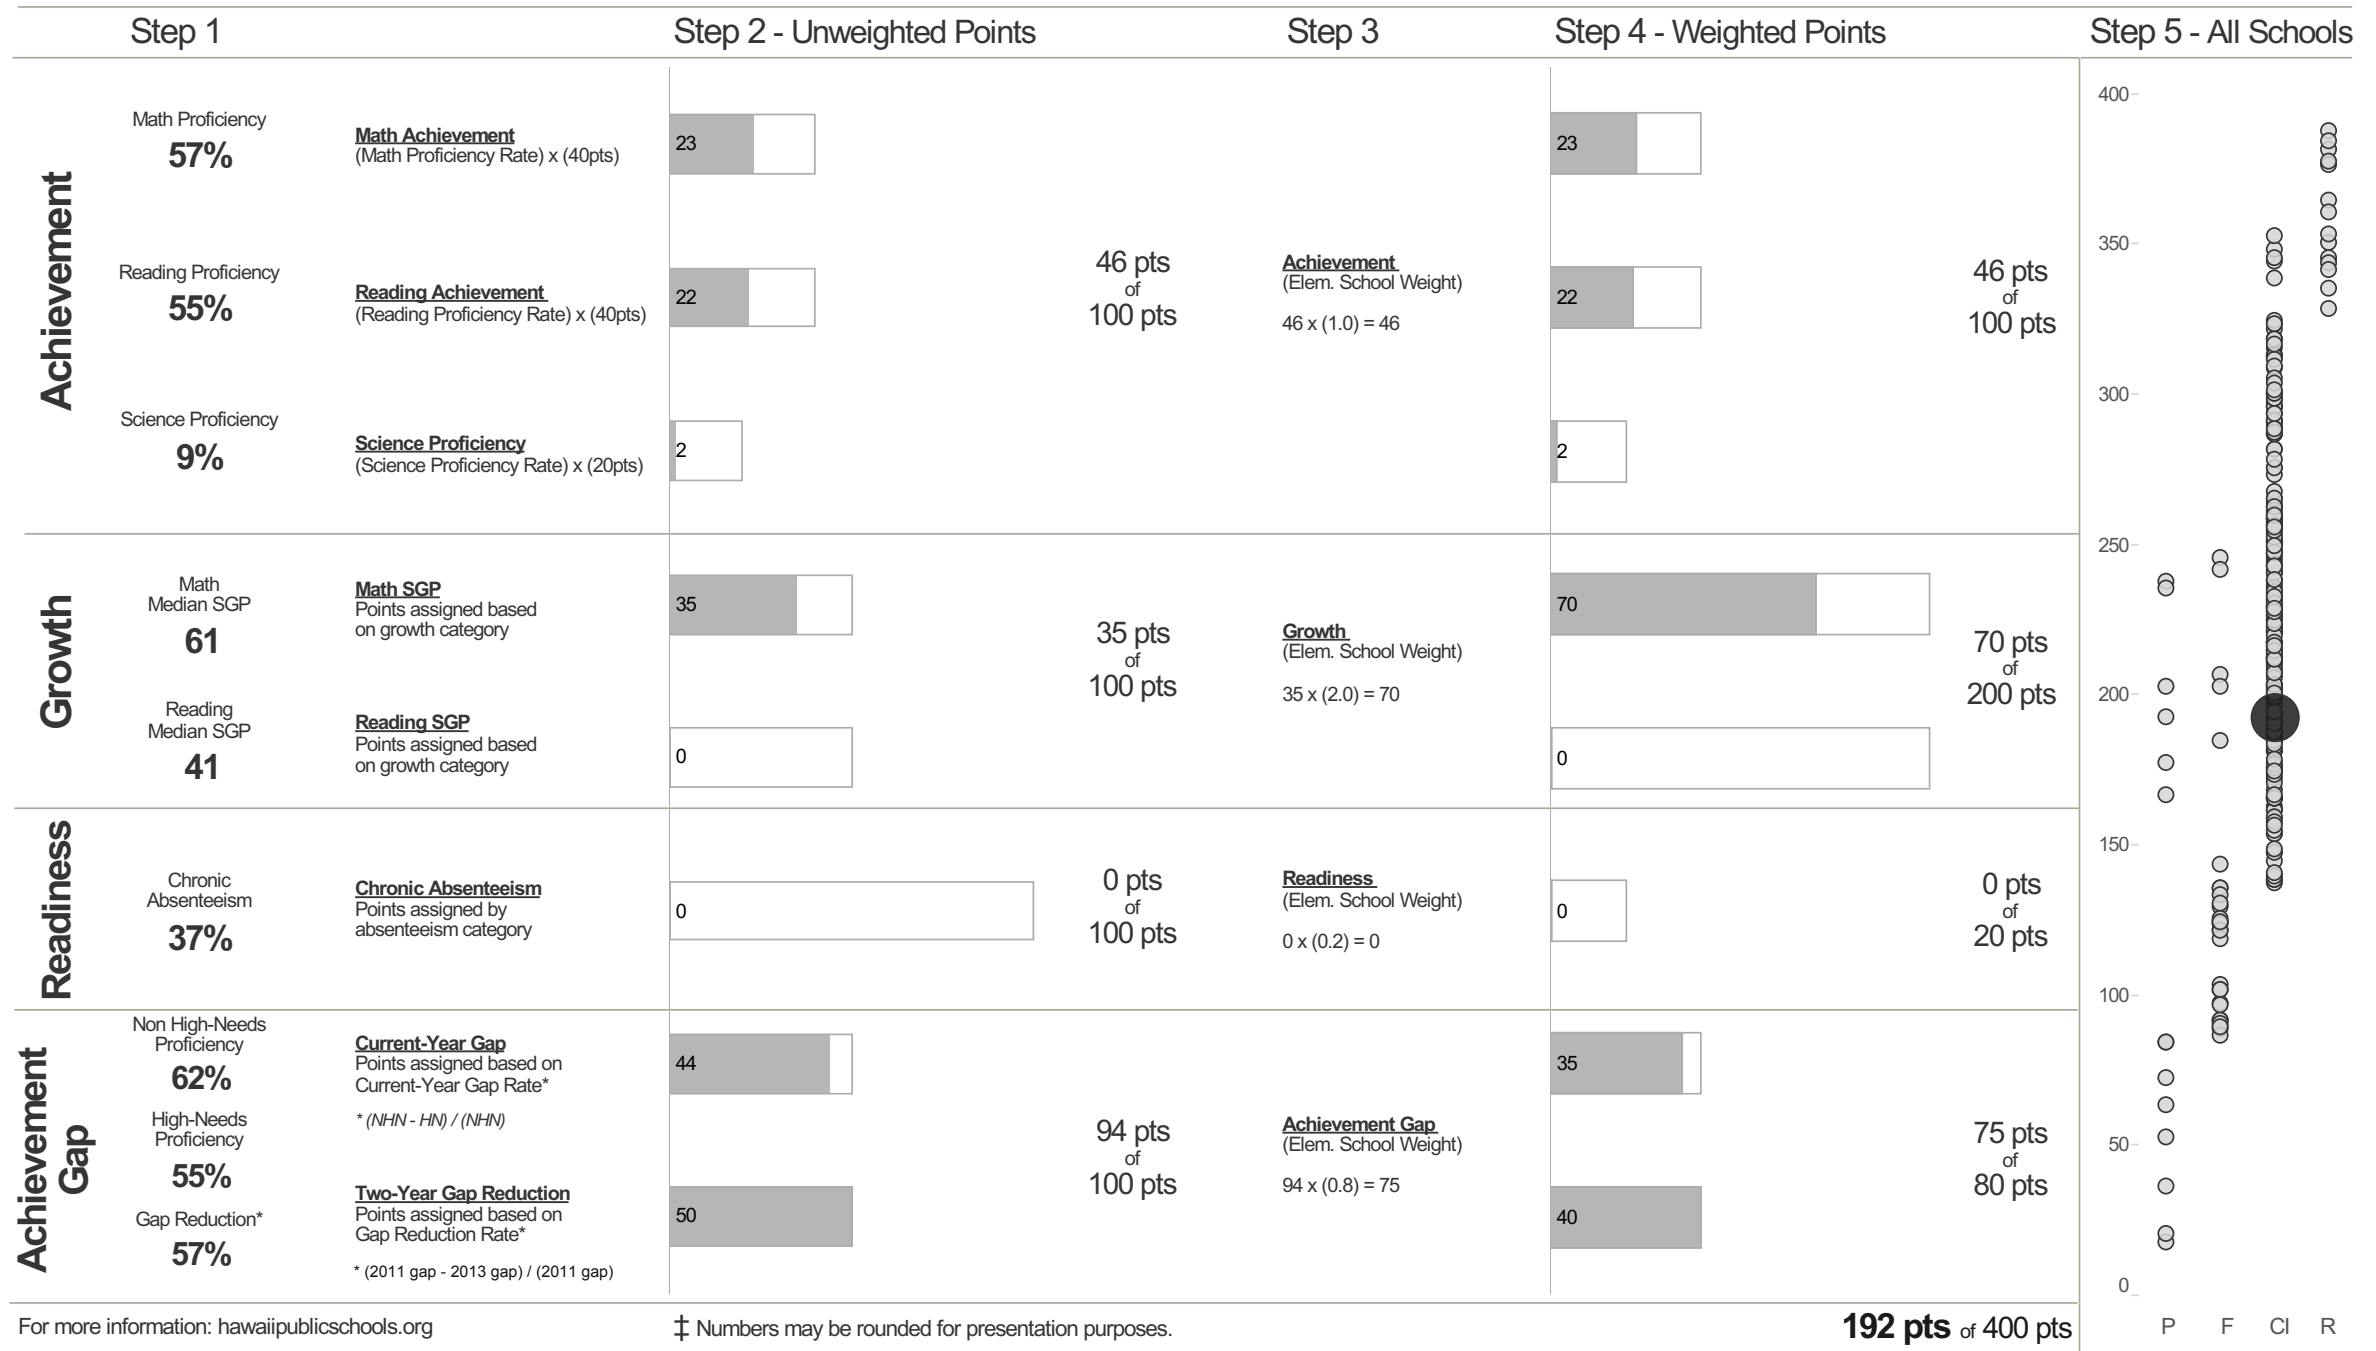 Step 1
Step 2 - Unweighted Points
Step 3
Step 4 - Weighted Points
Step 5 - All Schools
Achievement
Math Proficiency
57%
Math Achievement
(Math Proficiency Rate) x (40pts)
23
23
Reading Proficiency
55%
Reading Achievement
(Reading Proficiency Rate) x (40pts)
22
46 pts
of
100 pts
Achievement
(Elem. School Weight)
46 x (1.0) = 46
22
46 pts
of
100 pts
Science Proficiency
9%
Science Proficiency
(Science Proficiency Rate) x (20pts)
2
2
Growth
Math
Median SGP
61
Math SGP
Points assigned based
on growth category
35
35 pts
of
100 pts
Growth
(Elem. School Weight)
35 x (2.0) = 70
70
70 pts
of
200 pts
Reading
Median SGP
41
Reading SGP
Points assigned based
on growth category
0
0
Readiness
Chronic
Absenteeism
37%
Chronic Absenteeism
Points assigned by
absenteeism category
0
0 pts
of
100 pts
Readiness
(Elem. School Weight)
0 x (0.2) = 0
0
0 pts
of
20 pts
Achievement
Gap
Non High-Needs
Proficiency
62%
High-Needs
Proficiency
55%
Gap Reduction*
57%
Current-Year Gap
Points assigned based on
Current-Year Gap Rate*
* (NHN - HN) / (NHN)
Two-Year Gap Reduction
Points assigned based on
Gap Reduction Rate*
* (2011 gap - 2013 gap) / (2011 gap)
44
50
94 pts
of
100 pts
Achievement Gap
(Elem. School Weight)
94 x (0.8) = 75
35
40
75 pts
of
80 pts
400
350
300
250
200
150
100
50
0
P F CI R
For more information: hawaiipublicschools.org
‡ Numbers may be rounded for presentation purposes.
192 pts of 400 pts